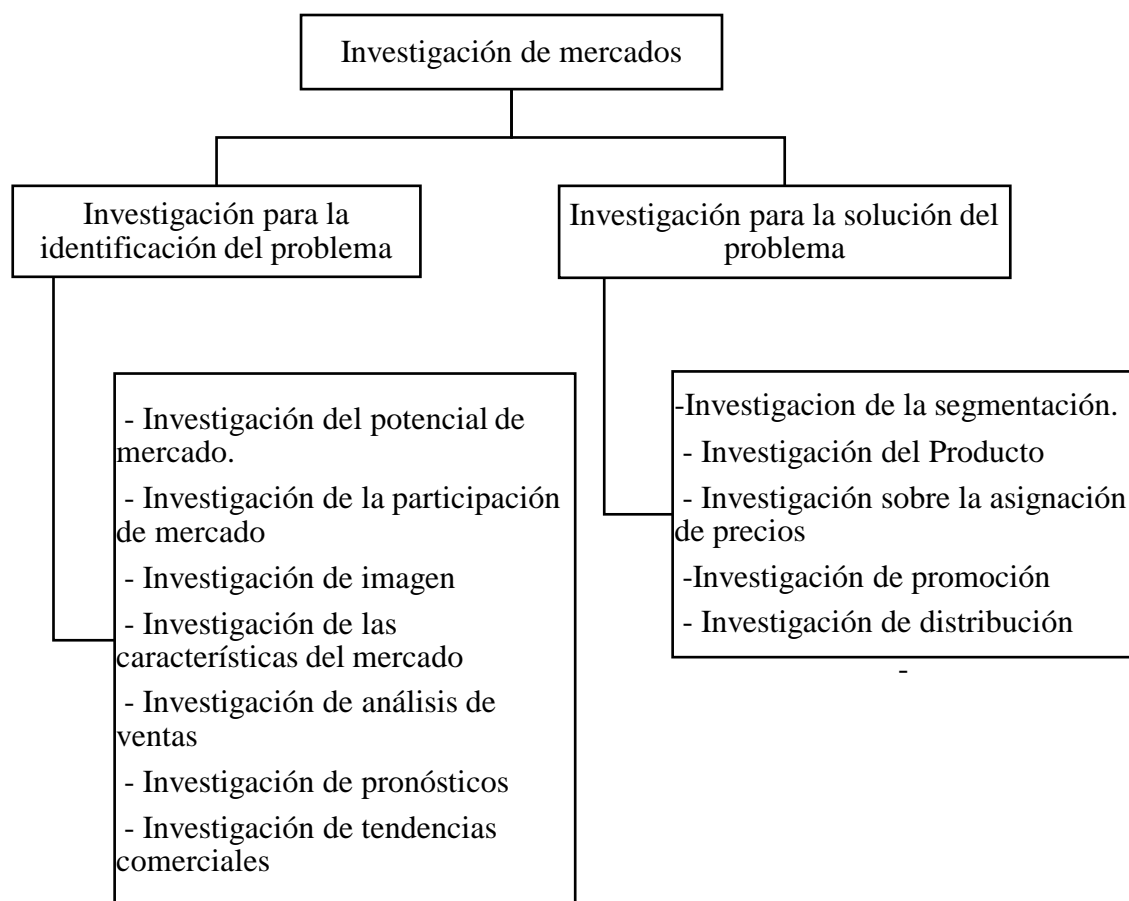 Investigación de mercados
Investigación para la
identificación del problema
Investigación para la solución del
problema
- Investigación del potencial de
mercado.
- Investigación de la participación
de mercado
- Investigación de imagen
- Investigación de las
características del mercado
- Investigación de análisis de
ventas
- Investigación de pronósticos
- Investigación de tendencias
comerciales
-Investigacion de la segmentación.
- Investigación del Producto
- Investigación sobre la asignación
de precios
-Investigación de promoción
- Investigación de distribución
-